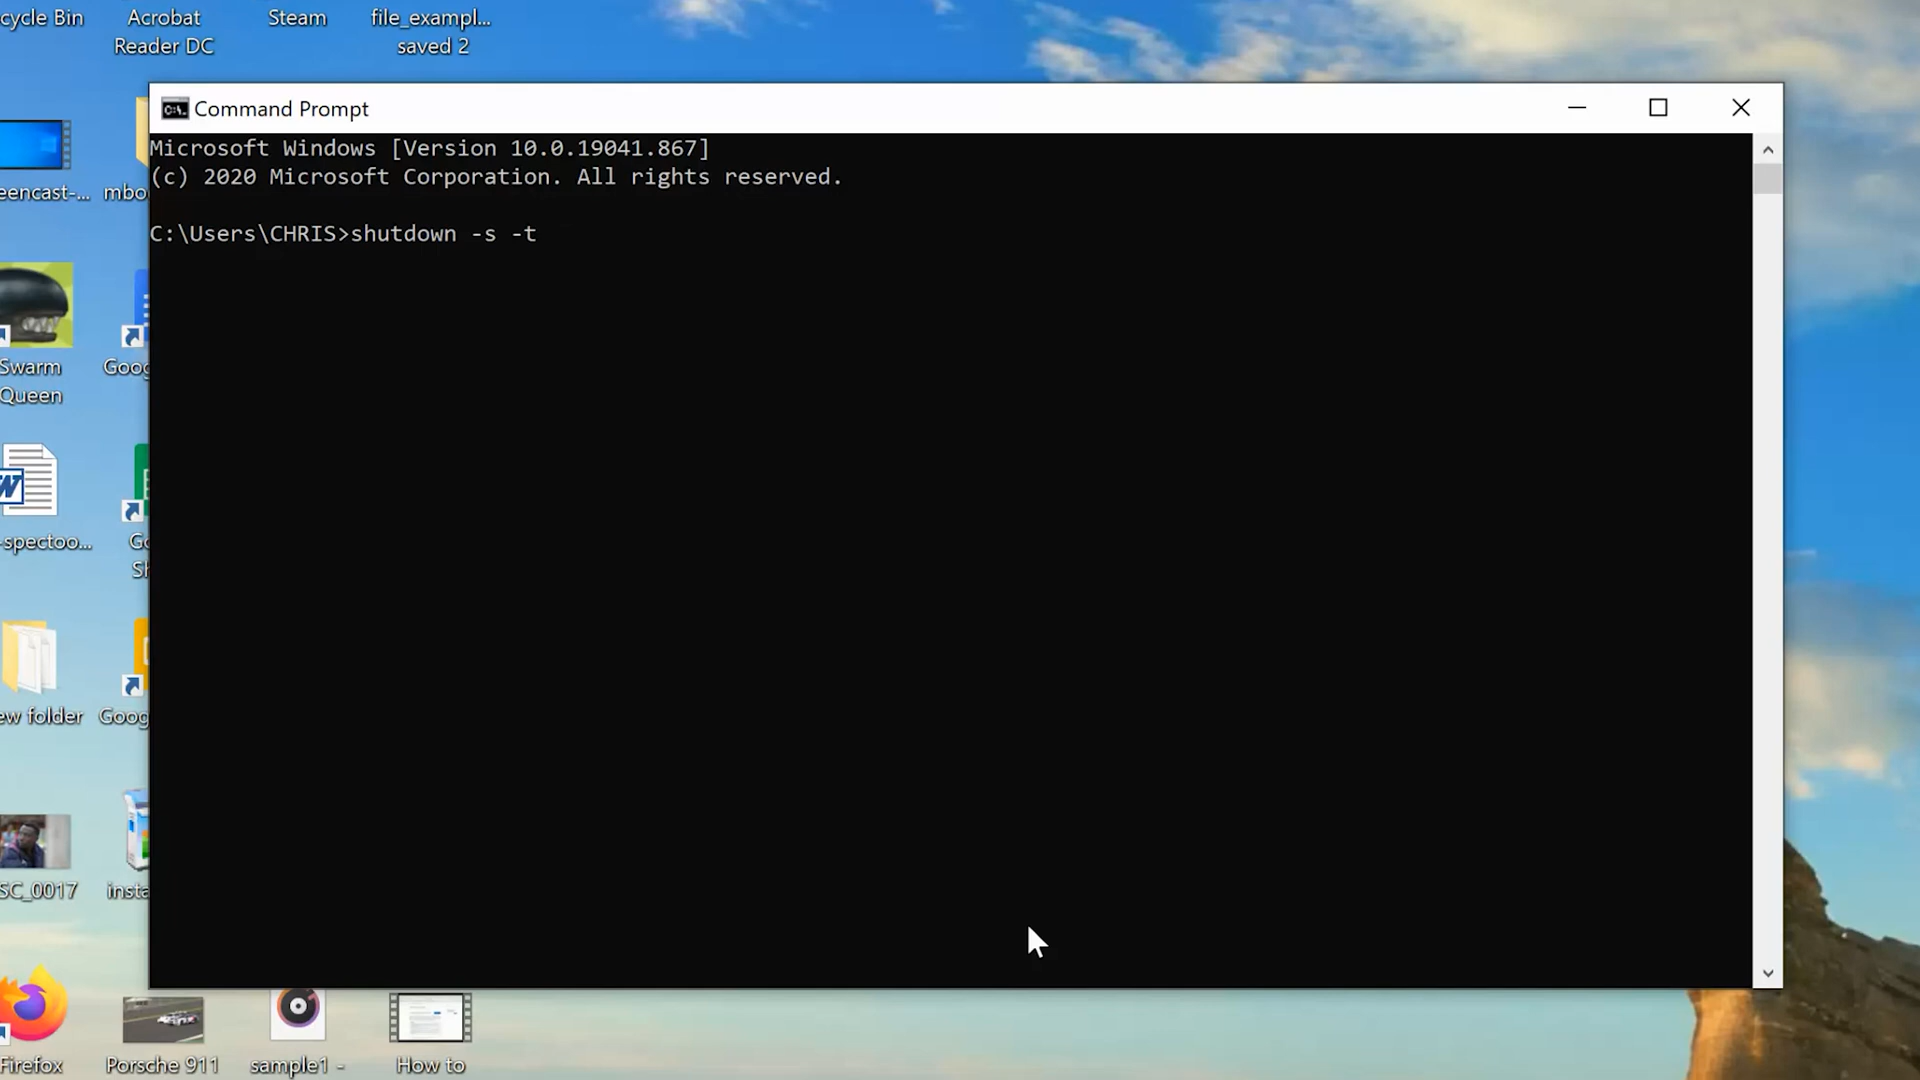 cycle Bin
Acrobat
Reader DC
Steam
file_exampl...
saved 2
Command Prompt
Microsoft Windows [Version 10.0.19041.867]
(c) 2020 Microsoft Corporation. All rights reserved.
C:\Users\CHRIS>shutdown -s -t
eencast-...
mbo
Swarm
Queen
Goog
-spectoo...
Go
Sh
ew folder
Goog
SC_0017
insta
Firefox
Porsche 911
sample1 -
How to